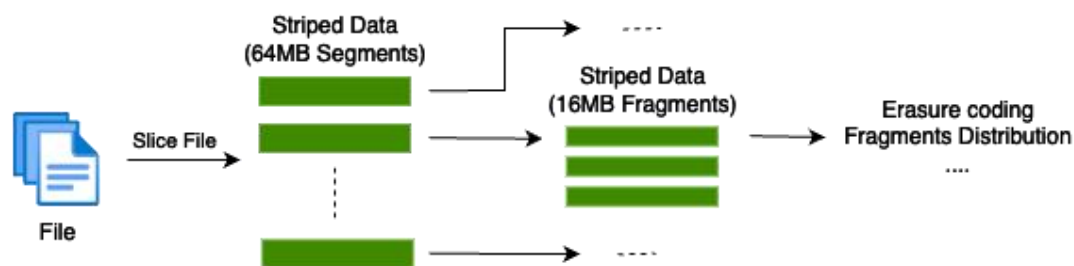 Striped Data
(64MB Segments)
Striped Data
(16MB Fragments)
Slice File
File
Erasure coding
Fragments Distribution
....